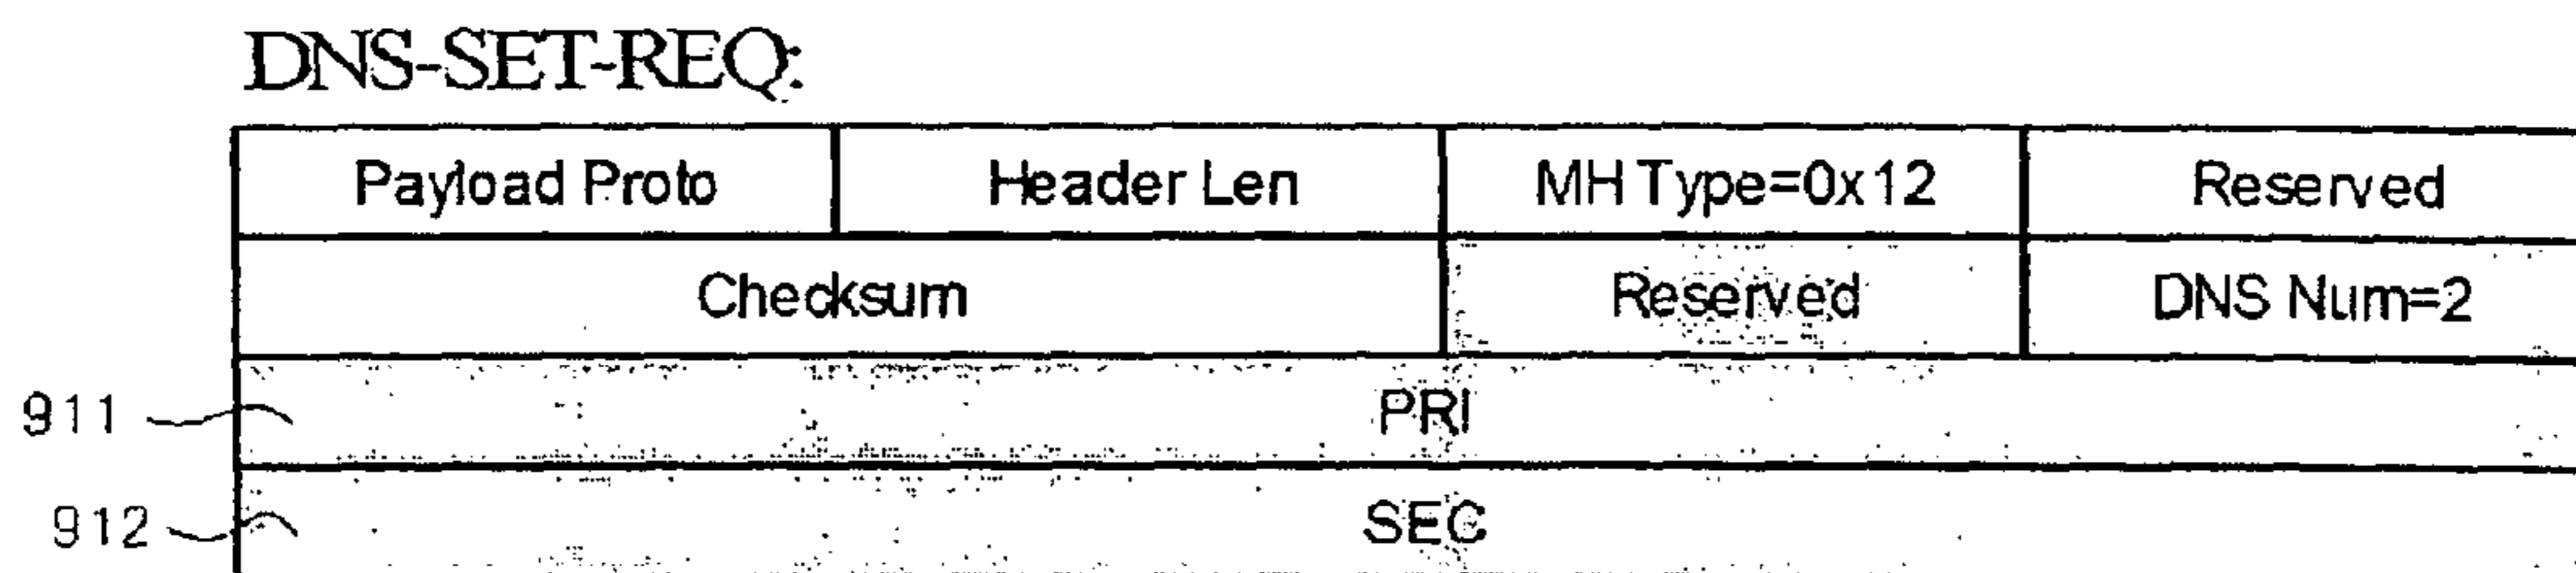 DNS-SET-REQ:
Payload Proto Header Len MH Type=0x12 Reserved
Checksum Reserved DNS Num=2
911 PRI
912 SEC